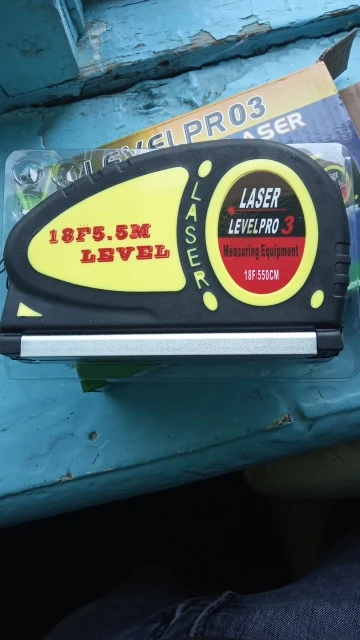 LEVELPRO3
LASER
18F5.5M
LEVEL
LASER
LASER
LEVELPRO 3
Measuring Equipment
18F/550CM